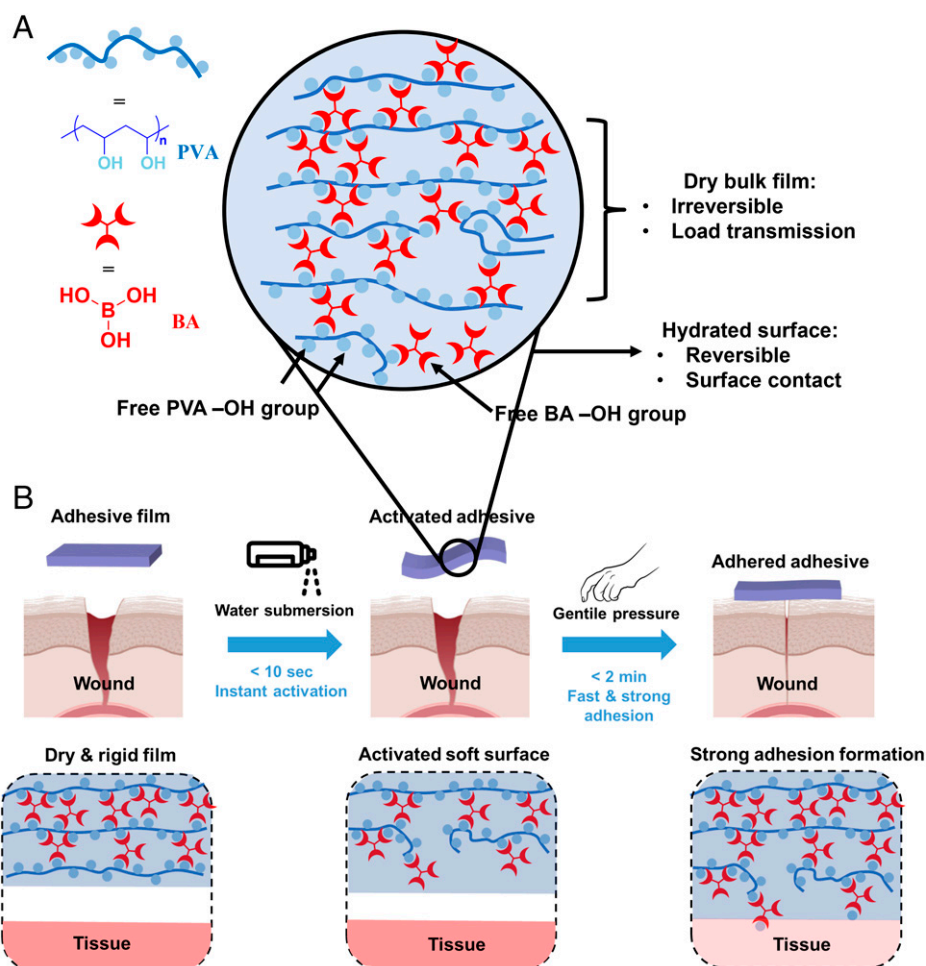 A
=
n
OH OH
PVA
=
HO OH
B
OH
BA
Dry bulk film:
• Irreversible
• Load transmission
Hydrated surface:
• Reversible
• Surface contact
Free PVA –OH group
Free BA –OH group
B
Adhesive film
Activated adhesive
Adhered adhesive
Water submersion
Gentile pressure
< 10 sec
Instant activation
< 2 min
Fast & strong
adhesion
Wound
Wound
Wound
Dry & rigid film
Activated soft surface
Strong adhesion formation
Tissue
Tissue
Tissue